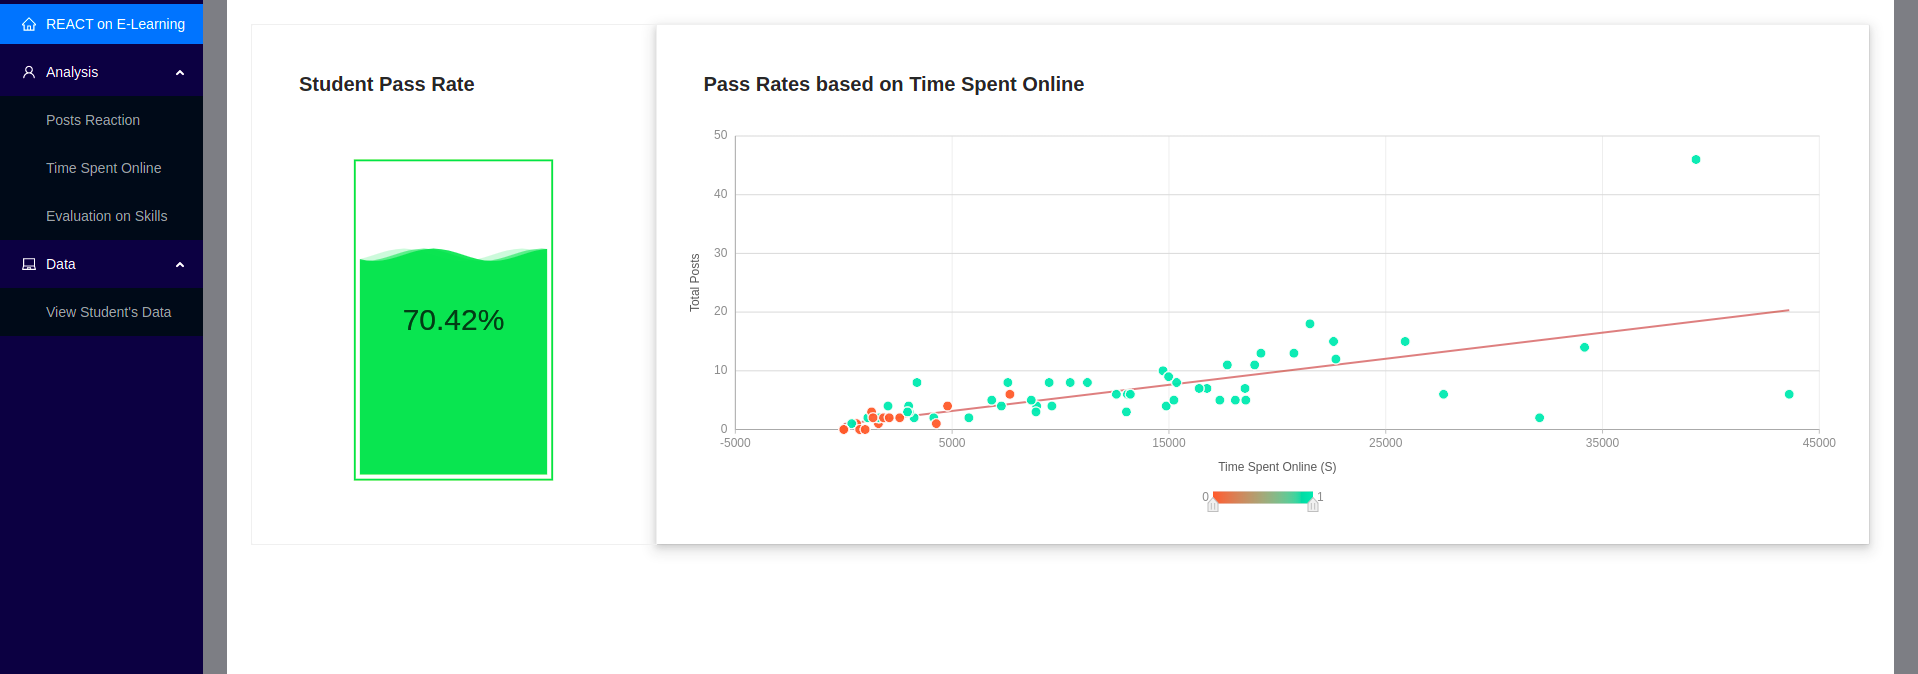 REACT on E-Learning
Analysis
Posts Reaction
Time Spent Online
Evaluation on Skills
Data
View Student's Data
Student Pass Rate
70.42%
Pass Rates based on Time Spent Online
50
40
30
20
10
0
Total Posts
-5000 5000 15000 25000 35000 45000
Time Spent Online (S)
0 1